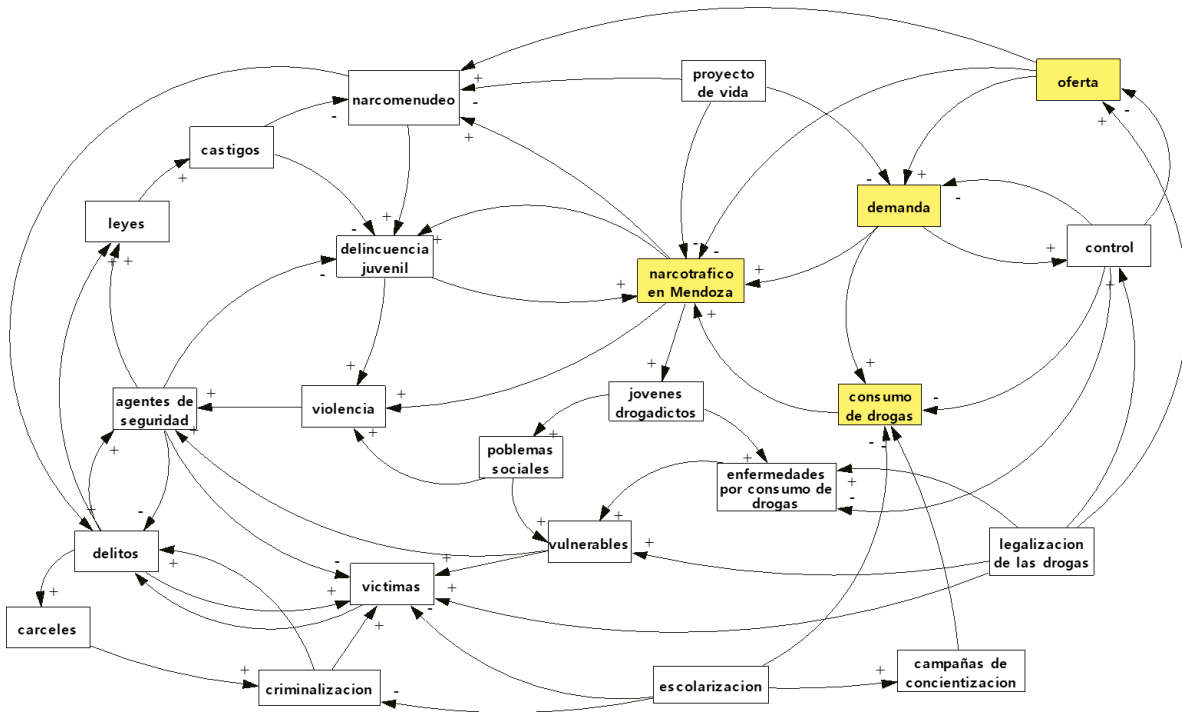 oferta
proyecto
de vida
narcomenudeo
castigos
demanda
leyes
control
delincuencia
juvenil
narcotrafico
en Mendoza
agentes de
seguridad
violencia
jovenes
drogadictos
consumo
de drogas
poblemas
sociales
enfermedades
por consumo de
drogas
delitos
vulnerables
legalizacion
de las drogas
victimas
carceles
criminalizacion
escolarizacion
campañas de
concientizacion